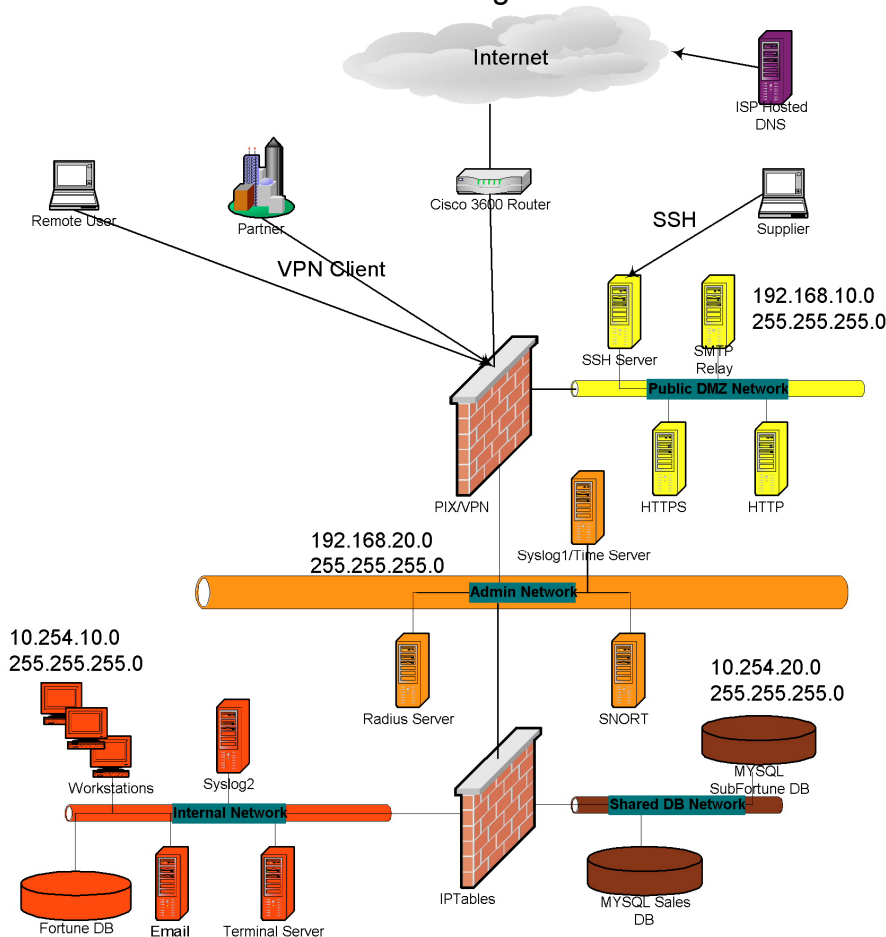 Internet
ISP Hosted
DNS
Remote User
Partner
Cisco 3600 Router
SSH
Supplier
VPN Client
192.168.10.0
255.255.255.0
SSH Server
SMTP
Relay
Public DMZ Network
HTTPS
HTTP
PIX/VPN
192.168.20.0
255.255.255.0
Syslog1/Time Server
Admin Network
10.254.10.0
255.255.255.0
Radius Server
SNORT
10.254.20.0
255.255.255.0
Workstations
Syslog2
MYSQL
SubFortune DB
Internal Network
Shared DB Network
IPTables
MYSQL Sales
DB
Fortune DB
Email
Terminal Server